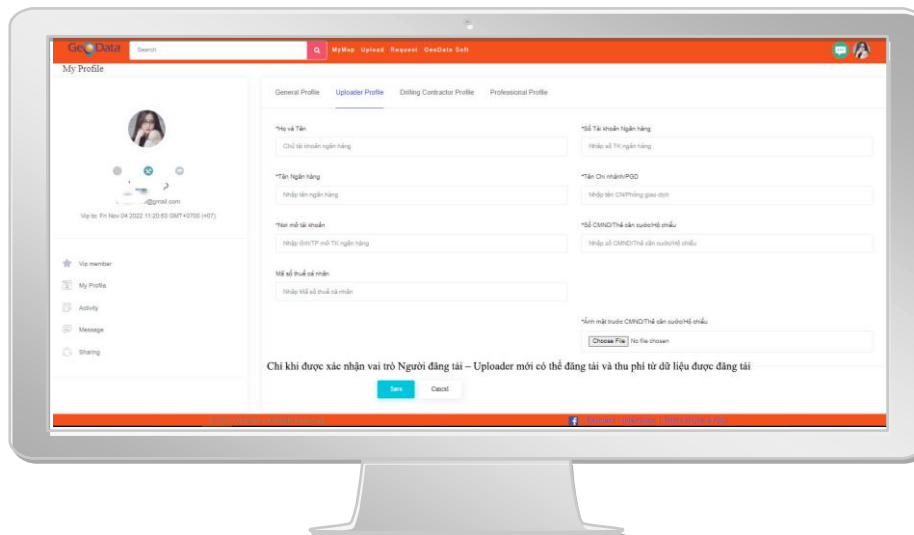 GeoData
Search
MyMap Upload Request GeoData Soft
My Profile
General Profile Uploader Profile Drilling Contractor Profile Professional Profile
*Họ và Tên
Chủ tài khoản ngân hàng
*Số Tài khoản Ngân hàng
Nhập số TK ngân hàng
*Tên Ngân hàng
Nhập tên ngân hàng
*Tên Chi nhánh/PGD
Nhập tên CN/Phòng giao dịch
@gmail.com
Vip to: Fri Nov 04 2022 11:20:53 GMT+0700 (+07)
*Nơi mở tài khoản
Nhập tỉnh/TP mở TK ngân hàng
*Số CMND/Thẻ căn cước/Hộ chiếu
Nhập số CMND/Thẻ căn cước/Hộ chiếu
Mã số thuế cá nhân
Nhập Mã số thuế cá nhân
Vip member
My Profile
Activity
Message
Sharing
*Ảnh mặt trước CMND/Thẻ căn cước/Hộ chiếu
Choose File No file chosen
Chỉ khi được xác nhận vai trò Người đăng tải – Uploader mới có thể đăng tải và thu phí từ dữ liệu được đăng tải
Save Cancel